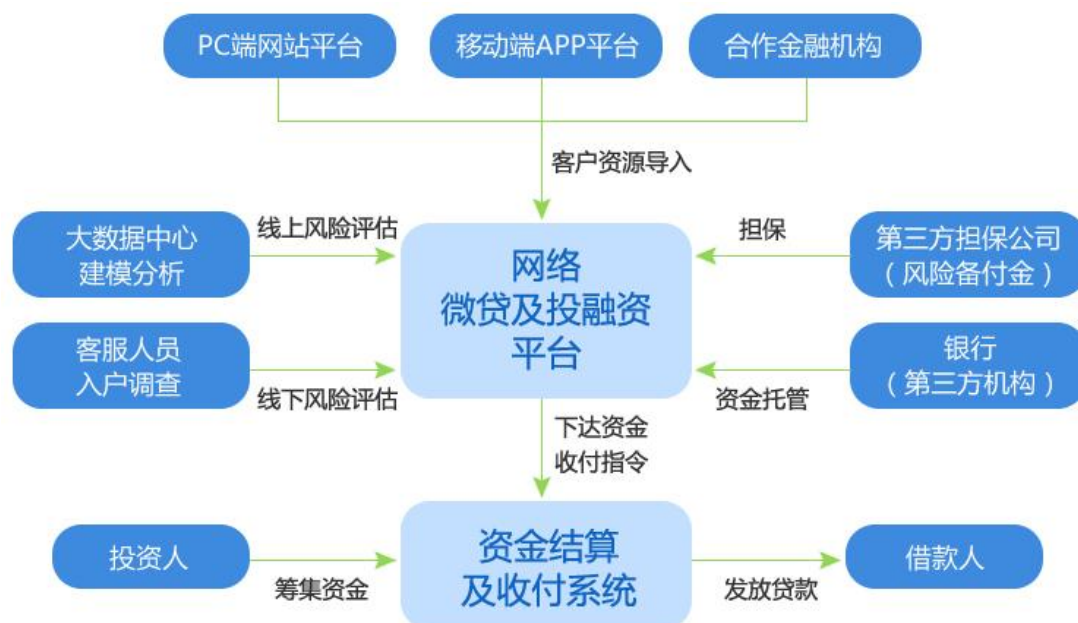 PC端网站平台
移动端APP平台
合作金融机构
客户资源导入
大数据中心
建模分析
线上风险评估
网络
微贷及投融资
平台
担保
第三方担保公司
（风险备付金）
客服人员
入户调查
线下风险评估
资金托管
银行
（第三方机构）
下达资金
收付指令
投资人
筹集资金
资金结算
及收付系统
发放贷款
借款人